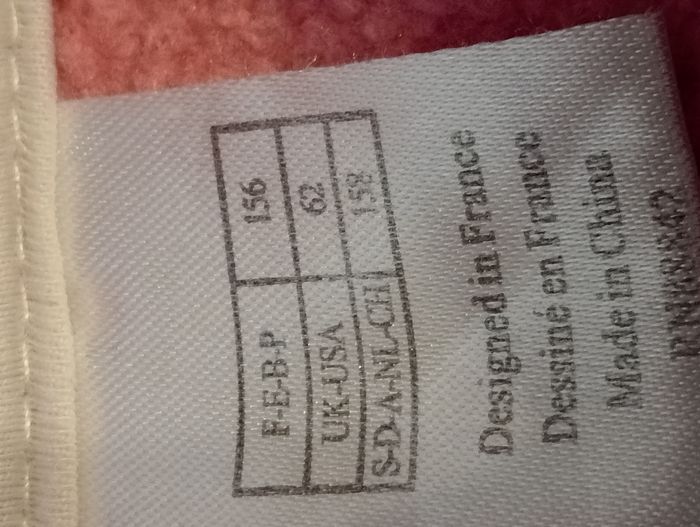 F-E-B-P 156
UK-USA 62
S-D-A-NL-CH 158
Designed in France
Dessiné en France
Made in China